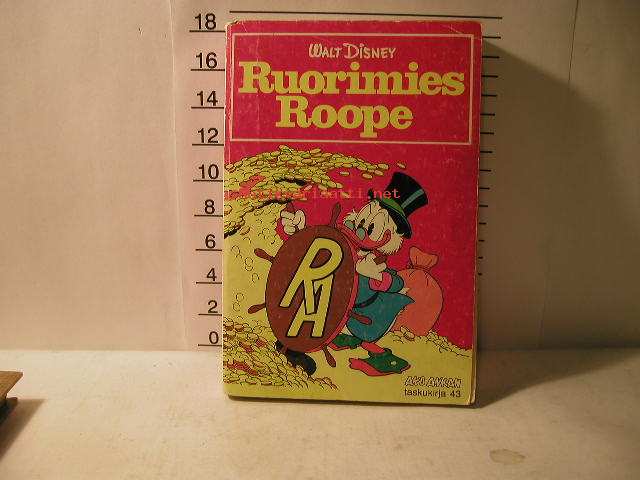 WALT DISNEY
Ruorimies
Roope
RA
AKU ANKAN
taskukirja 43
18
16
14
12
10
8
6
4
2
0